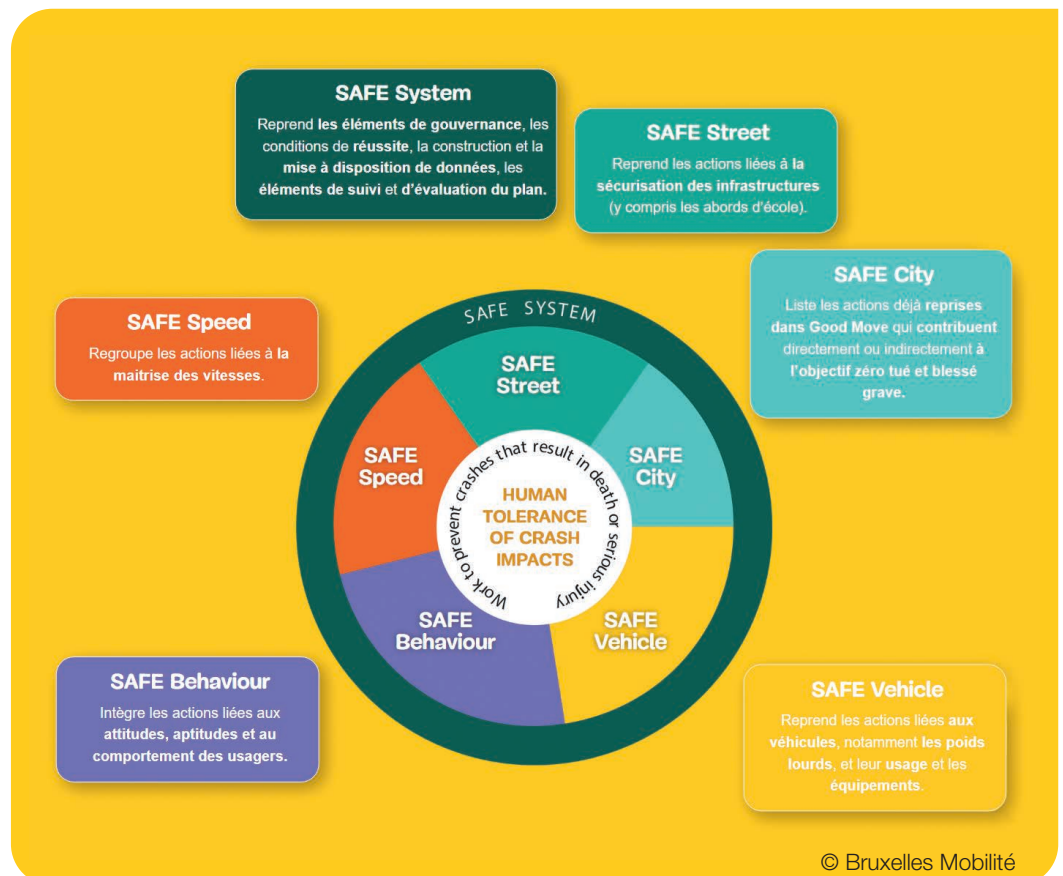 SAFE System
Reprend les éléments de gouvernance, les
conditions de réussite, la construction et la
mise à disposition de données, les
éléments de suivi et d'évaluation du plan.
SAFE Street
Reprend les actions liées à la
sécurisation des infrastructures
(y compris les abords d'école).
SAFE City
Liste les actions déjà reprises
dans Good Move qui contribuent
directement ou indirectement à
l'objectif zéro tué et blessé
grave.
SAFE Speed
Regroupe les actions liées à la
maitrise des vitesses.
SAFE SYSTEM
SAFE
Street
SAFE
Speed
SAFE
City
Work to prevent crashes that result in death or serious injury
HUMAN
TOLERANCE
OF CRASH
IMPACTS
SAFE
Behaviour
SAFE
Vehicle
SAFE Behaviour
Intègre les actions liées aux
attitudes, aptitudes et au
comportement des usagers.
SAFE Vehicle
Reprend les actions liées aux
véhicules, notamment les poids
lourds, et leur usage et les
équipements.
© Bruxelles Mobilité